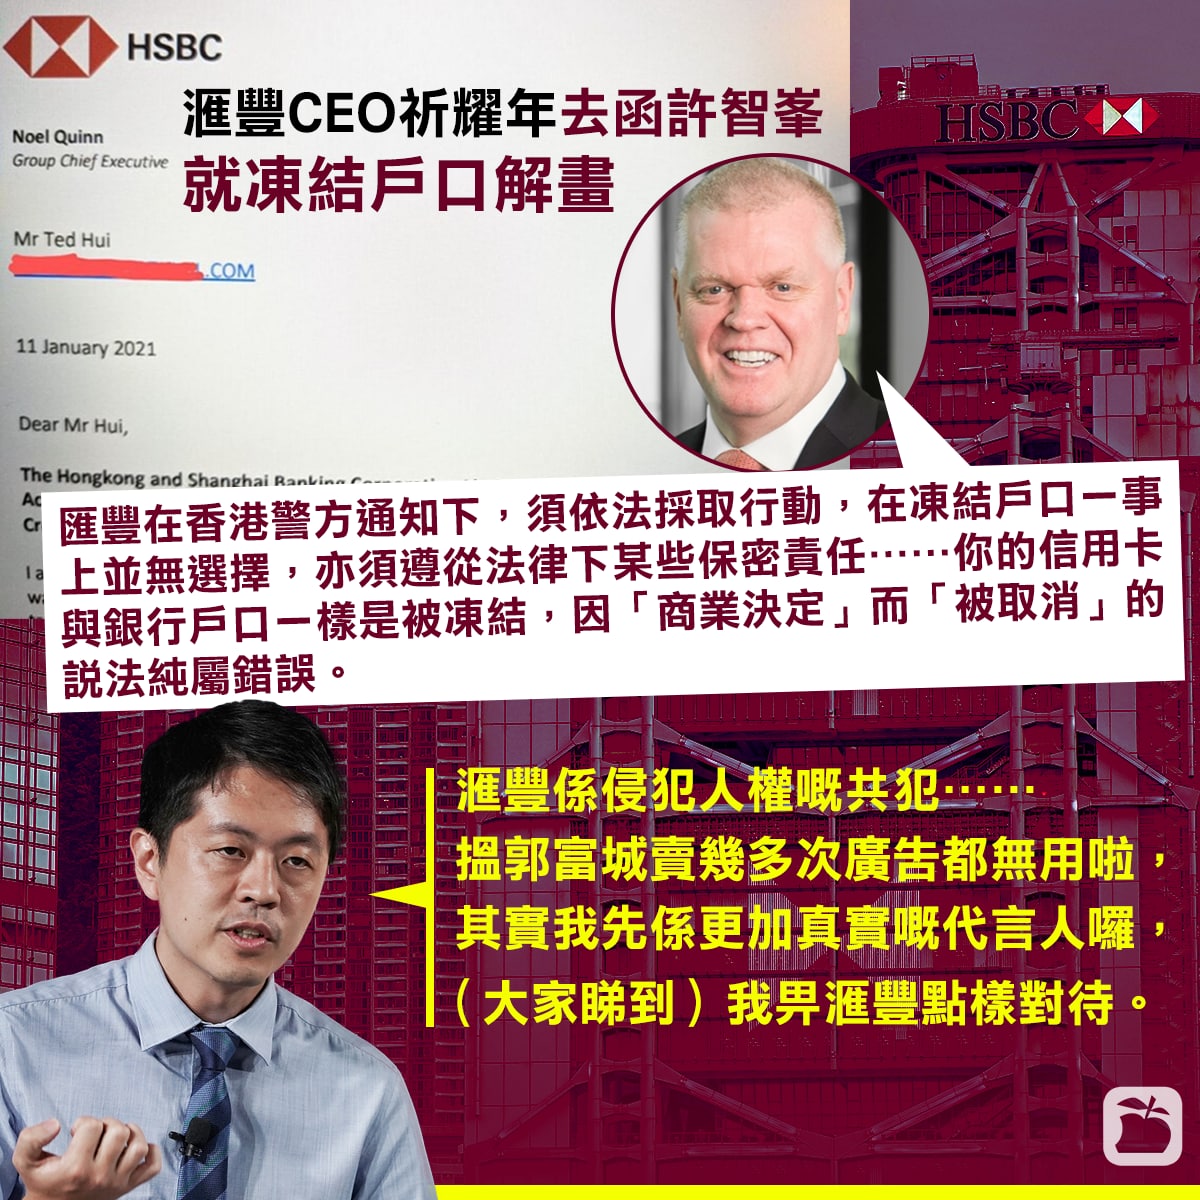 HSBC
Noel Quinn
Group Chief Executive
滙豐CEO祈耀年去函許智峯
就凍結戶口解畫
HSBC
Mr Ted Hui
.COM
11 January 2021
Dear Mr Hui,
The Hongkong and Shanghai Banking
Ac
Cr
I a
匯豐在香港警方通知下，須依法採取行動，在凍結戶口一事
上並無選擇，亦須遵從法律下某些保密責任……你的信用卡
與銀行戶口一樣是被凍結，因「商業決定」而「被取消」的
説法純屬錯誤。
滙豐係侵犯人權嘅共犯……
搵郭富城賣幾多次廣告都無用啦，
其實我先係更加真實嘅代言人囉，
（大家睇到）我畀滙豐點樣對待。